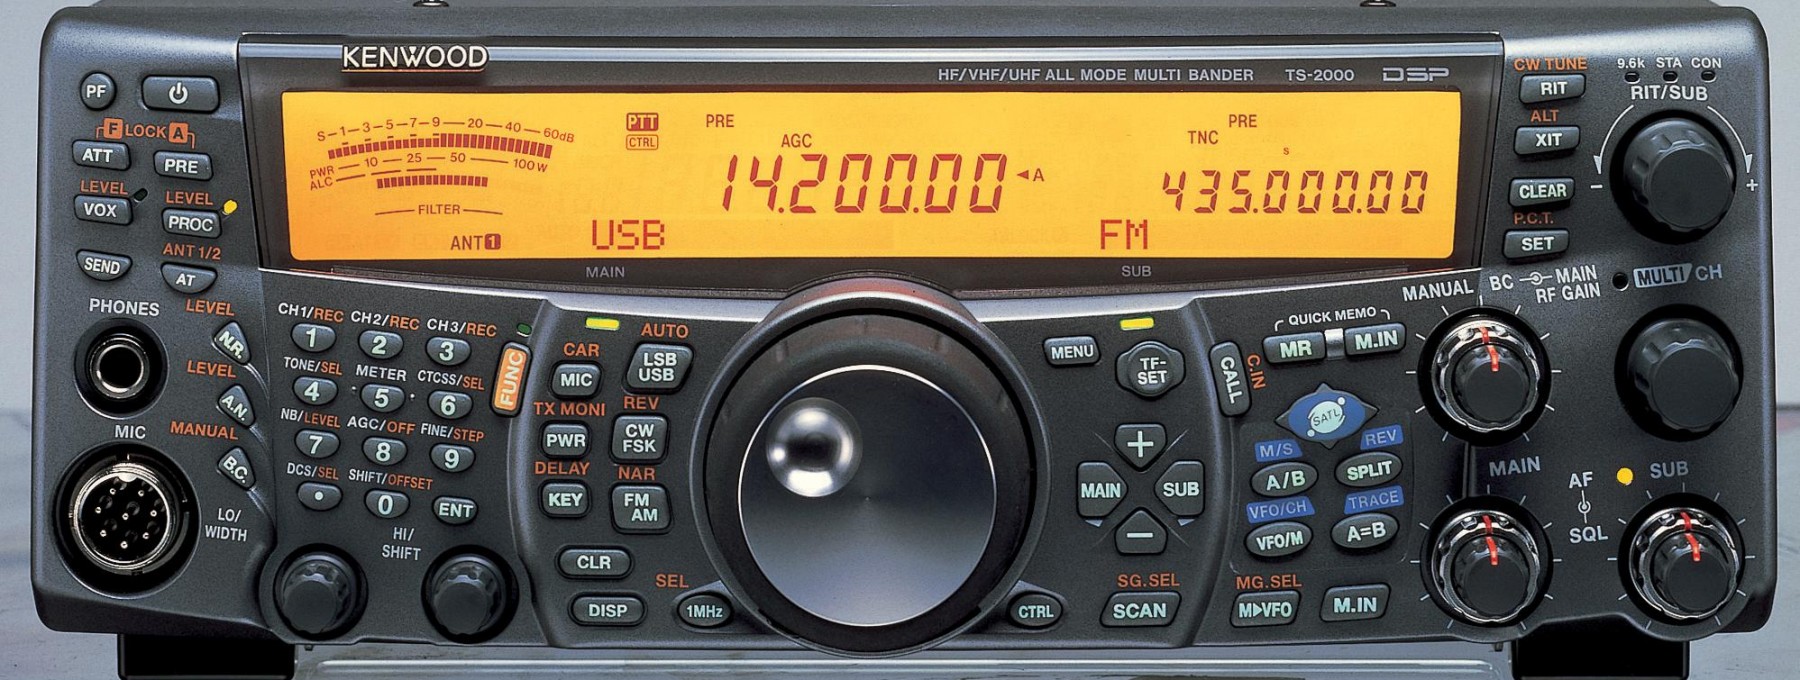 KENWOOD
HF/VHF/UHF ALL MODE MULTI BANDER TS-2000 DSP
PF
F LOCK A
ATT
PRE
LEVEL
VOX
LEVEL
PROC
ANT 1/2
SEND
AT
PHONES
MIC
LEVEL
N.R.
LEVEL
A.N.
MANUAL
B.C.
LO/
WIDTH
S-1-3-5-7-9-20-40-60dB
PWR 10 25 50 100W
ALC
FILTER
ANT 1
PTT
CTRL
PRE
AGC
14.200.00 ◄A
USB
TNC
PRE
S
435.000.00
FM
MAIN
SUB
CH1/REC CH2/REC CH3/REC
1 2 3
TONE/SEL METER CTCSS/SEL
4 5 6
NB/LEVEL AGC/OFF FINE/STEP
7 8 9
DCS/SEL SHIFT/OFFSET
• 0 ENT
HI/
SHIFT
FUNC
CAR
MIC
TX MONI
PWR
DELAY
KEY
AUTO
LSB
USB
REV
CW
FSK
NAR
FM
AM
CLR
DISP
SEL
1MHz
CTRL
MENU
TF-
SET
+
MAIN
SUB
−
SG.SEL
SCAN
CALL
C.IN
QUICK MEMO
MR
M.IN
SATL
M/S
A/B
REV
SPLIT
VFO/CH
VFO/M
TRACE
A=B
MG.SEL
M▶VFO
M.IN
CW TUNE
RIT
ALT
XIT
CLEAR
P.C.T.
SET
9.6k STA CON
RIT/SUB
− +
MANUAL BC MAIN
RF GAIN
MULTI/CH
MAIN
AF
SQL
SUB